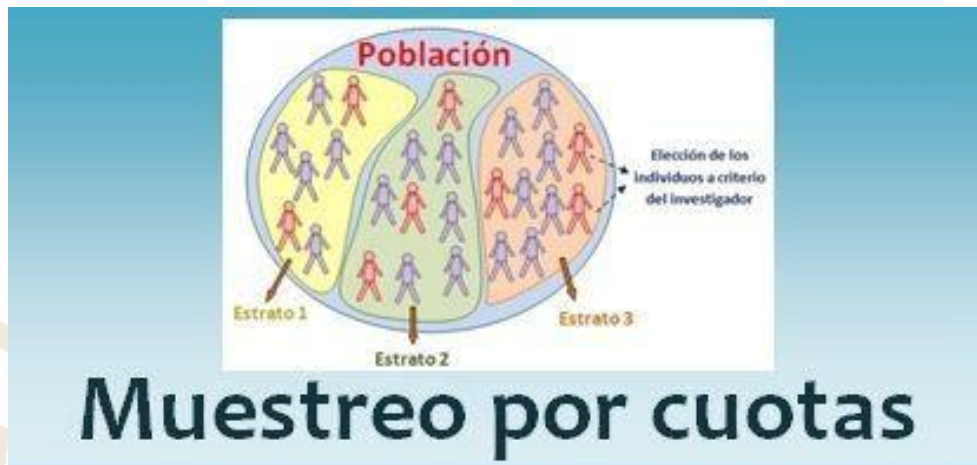 Población
Elección de los
individuos a criterio
del investigador
Estrato 1
Estrato 3
Estrato 2
Muestreo por cuotas